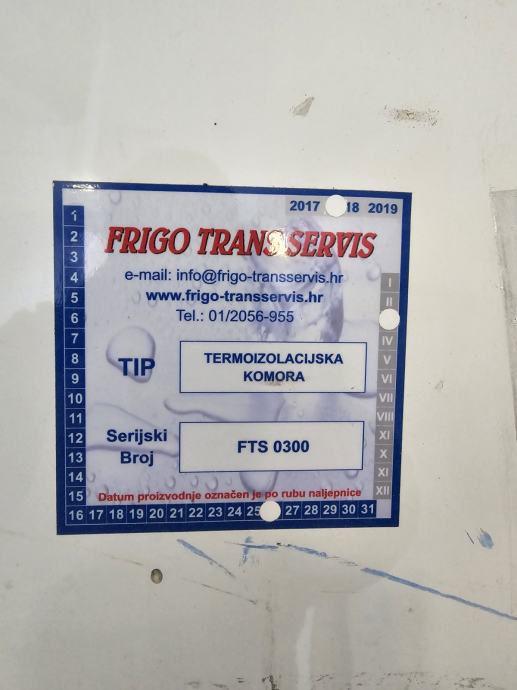 2017 18 2019
FRIGO TRANSSERVIS
e-mail: info@frigo-transservis.hr
www.frigo-transservis.hr
Tel.: 01/2056-955
TIP
TERMOIZOLACIJSKA
KOMORA
Serijski
Broj
FTS 0300
Datum proizvodnje označen je po rubu naljepnice
1
2
3
4
5
6
7
8
9
10
11
12
13
14
15
16 17 18 19 20 21 22 23 24 25 27 28 29 30 31
I
II
IV
V
VI
VII
VIII
XI
X
XI
XII